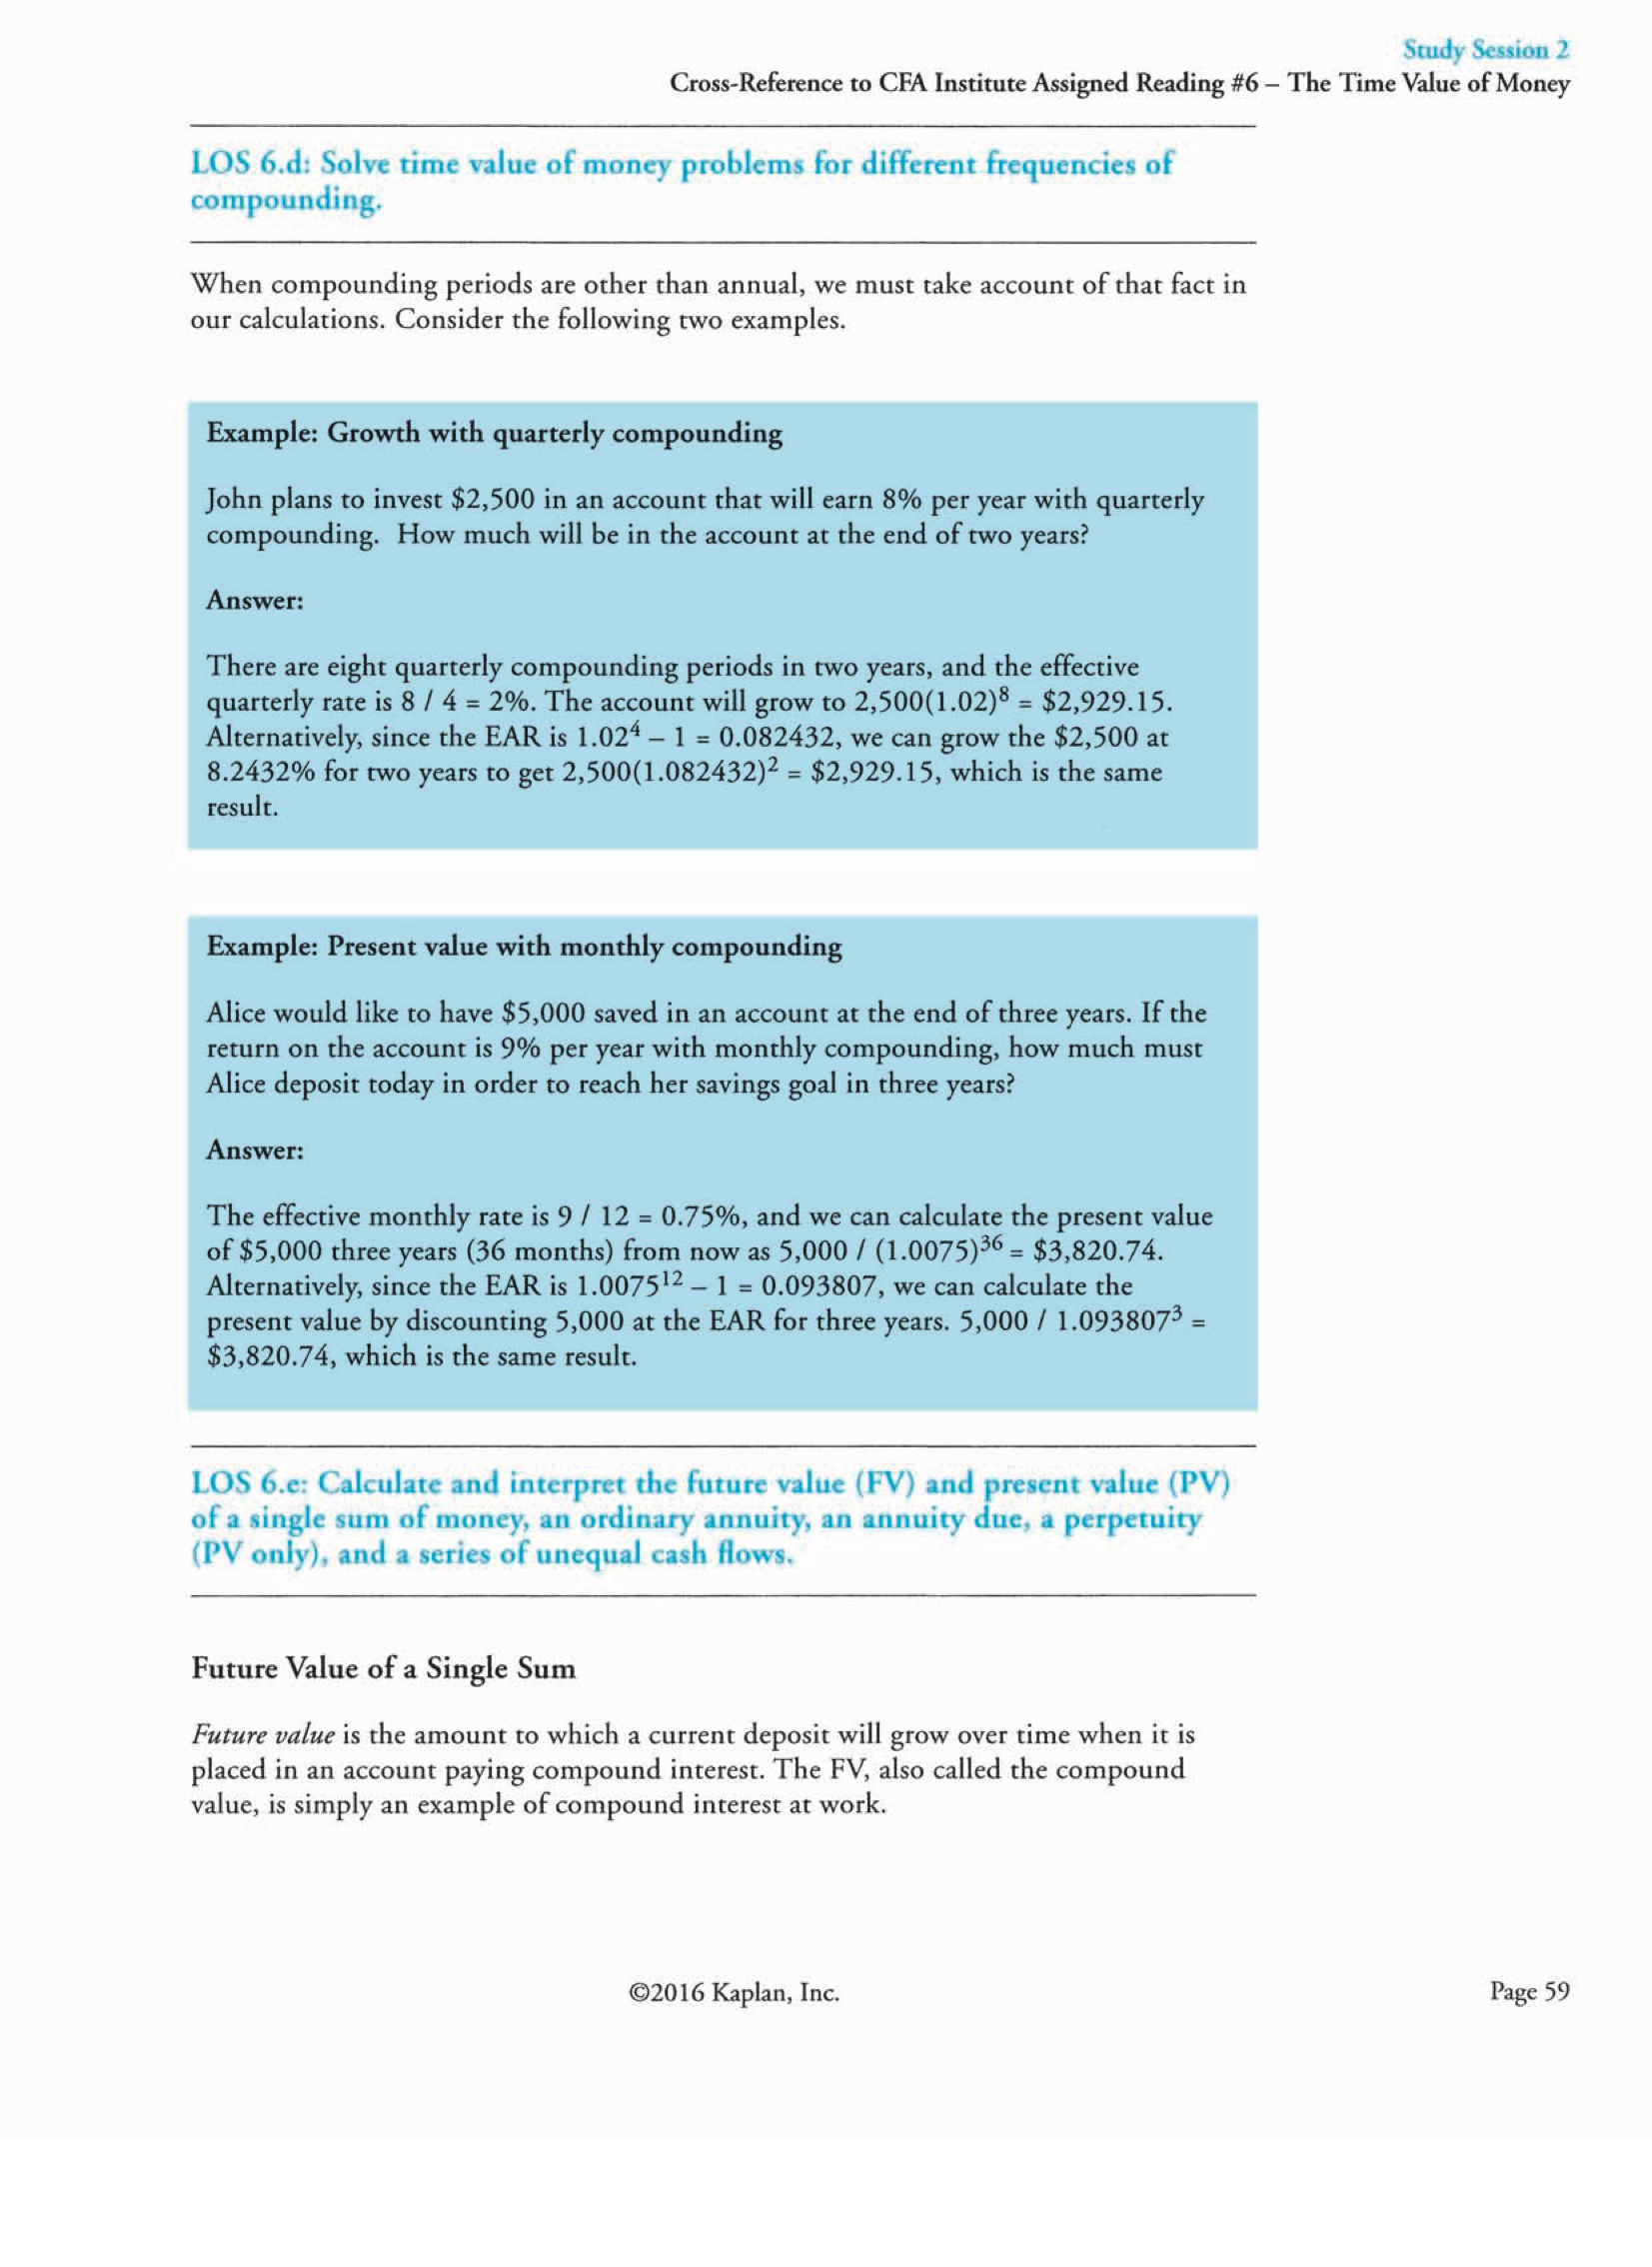 Study Session 2
Cross-Reference to CFA Institute Assigned Reading #6 – The Time Value of Money
LOS 6.d: Solve time value of money problems for different frequencies of
compounding.
When compounding periods are other than annual, we must take account of that fact in
our calculations. Consider the following two examples.
Example: Growth with quarterly compounding
John plans to invest $2,500 in an account that will earn 8% per year with quarterly
compounding. How much will be in the account at the end of two years?
Answer:
There are eight quarterly compounding periods in two years, and the effective
quarterly rate is 8 / 4 = 2%. The account will grow to 2,500(1.02)⁸ = $2,929.15.
Alternatively, since the EAR is 1.02⁴ – 1 = 0.082432, we can grow the $2,500 at
8.2432% for two years to get 2,500(1.082432)² = $2,929.15, which is the same
result.
Example: Present value with monthly compounding
Alice would like to have $5,000 saved in an account at the end of three years. If the
return on the account is 9% per year with monthly compounding, how much must
Alice deposit today in order to reach her savings goal in three years?
Answer:
The effective monthly rate is 9 / 12 = 0.75%, and we can calculate the present value
of $5,000 three years (36 months) from now as 5,000 / (1.0075)³⁶ = $3,820.74.
Alternatively, since the EAR is 1.0075¹² – 1 = 0.093807, we can calculate the
present value by discounting 5,000 at the EAR for three years. 5,000 / 1.093807³ =
$3,820.74, which is the same result.
LOS 6.e: Calculate and interpret the future value (FV) and present value (PV)
of a single sum of money, an ordinary annuity, an annuity due, a perpetuity
(PV only), and a series of unequal cash flows.
Future Value of a Single Sum
Future value is the amount to which a current deposit will grow over time when it is
placed in an account paying compound interest. The FV, also called the compound
value, is simply an example of compound interest at work.
©2016 Kaplan, Inc.
Page 59